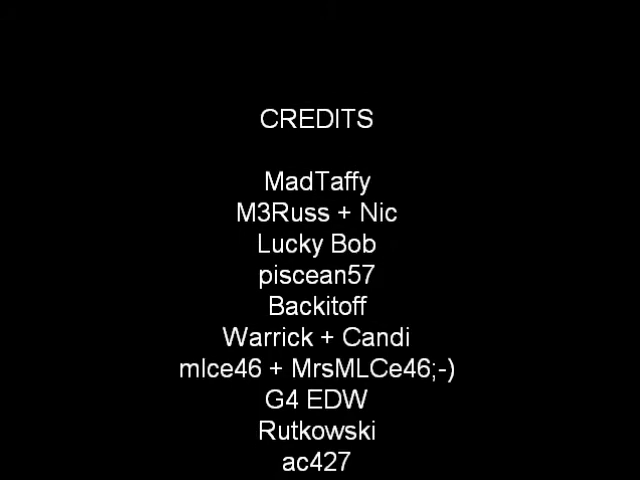 CREDITS
MadTaffy
M3Russ + Nic
Lucky Bob
piscean57
Backitoff
Warrick + Candi
mlce46 + MrsMLCe46;-)
G4 EDW
Rutkowski
ac427